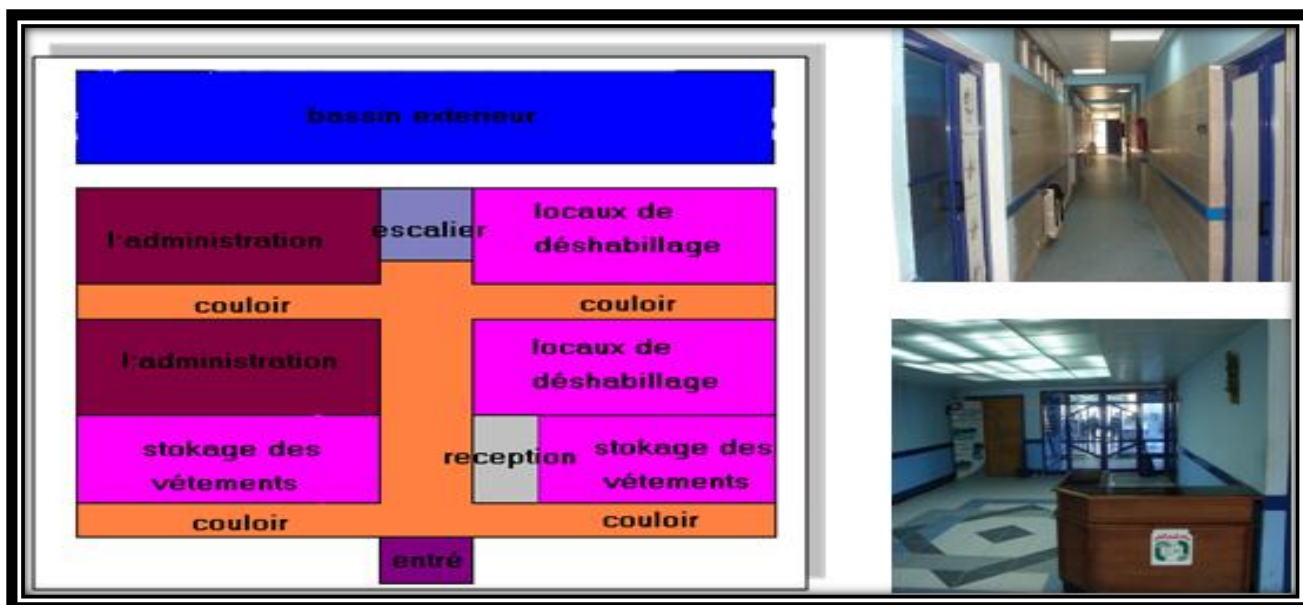 bassin exterieur
l'administration
escalier
locaux de
déshabillage
couloir
couloir
l'administration
locaux de
déshabillage
stokage des
vétements
reception
stokage des
vétements
couloir
couloir
entré